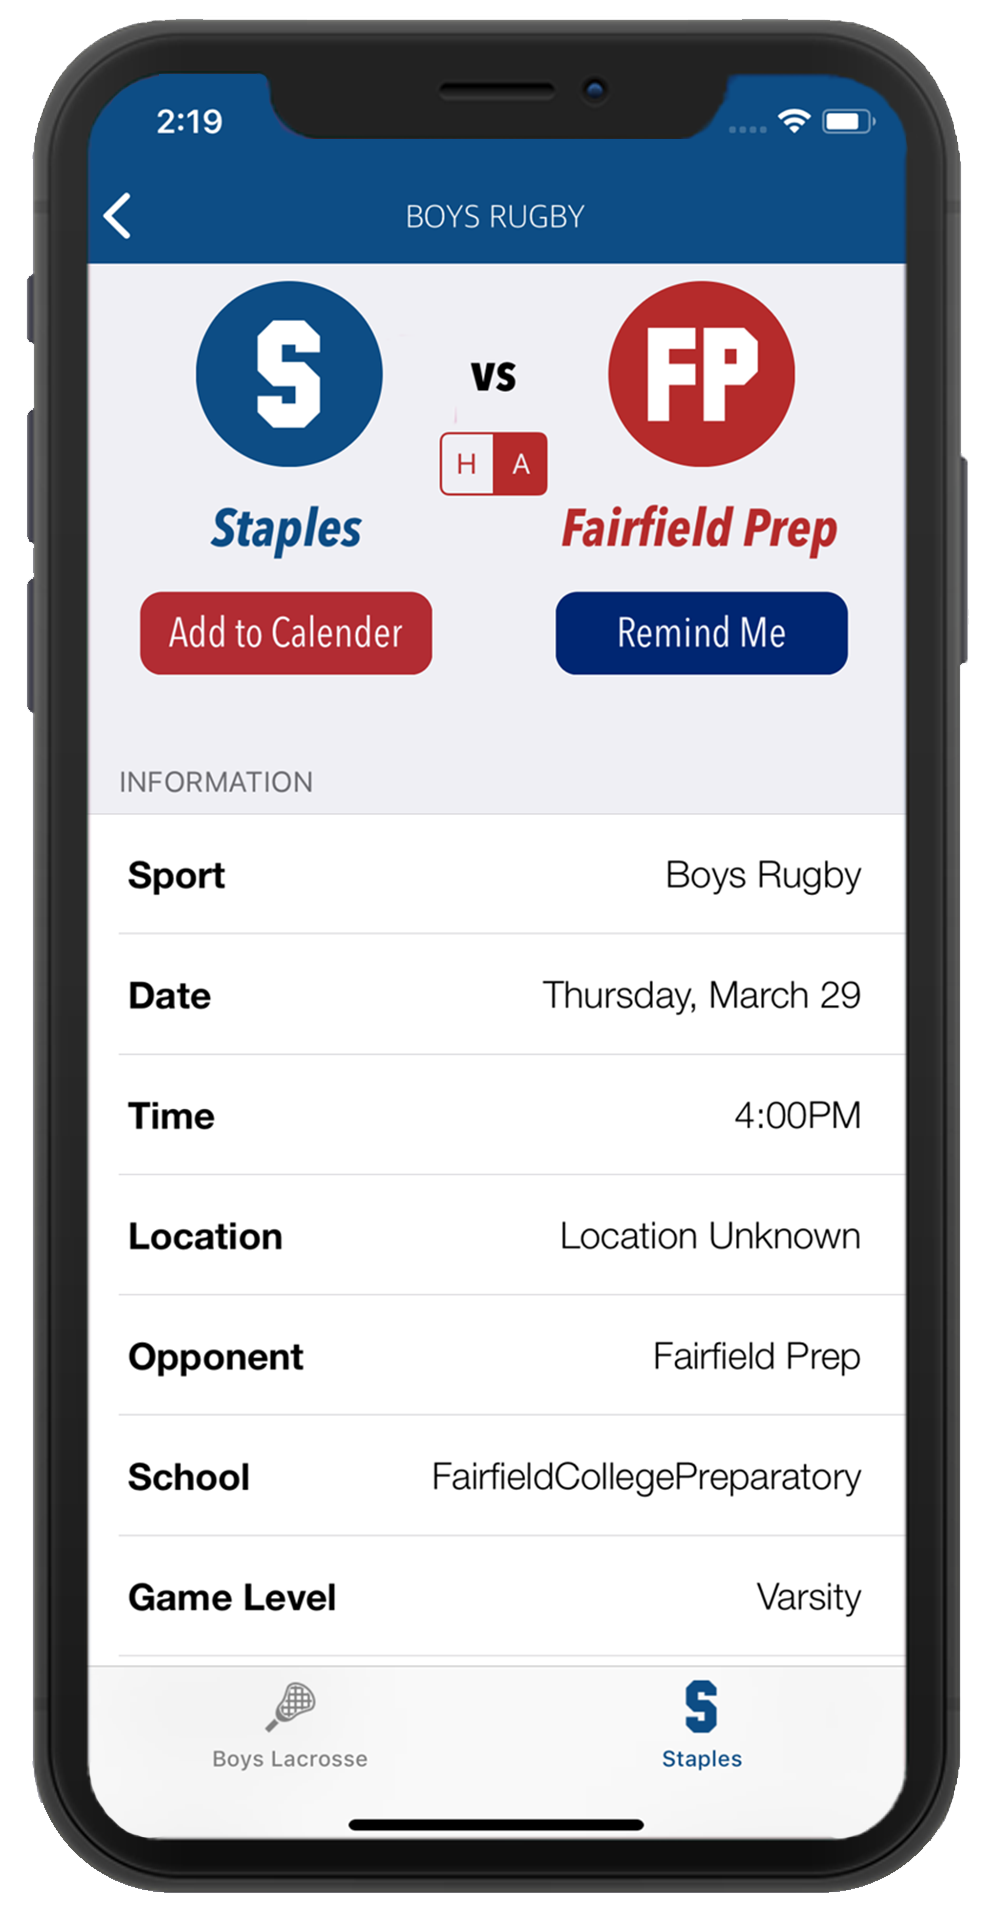 2:19
BOYS RUGBY
S
vs
FP
H A
Staples
Fairfield Prep
Add to Calender
Remind Me
INFORMATION
Sport Boys Rugby
Date Thursday, March 29
Time 4:00PM
Location Location Unknown
Opponent Fairfield Prep
School FairfieldCollegePreparatory
Game Level Varsity
S
Boys Lacrosse Staples